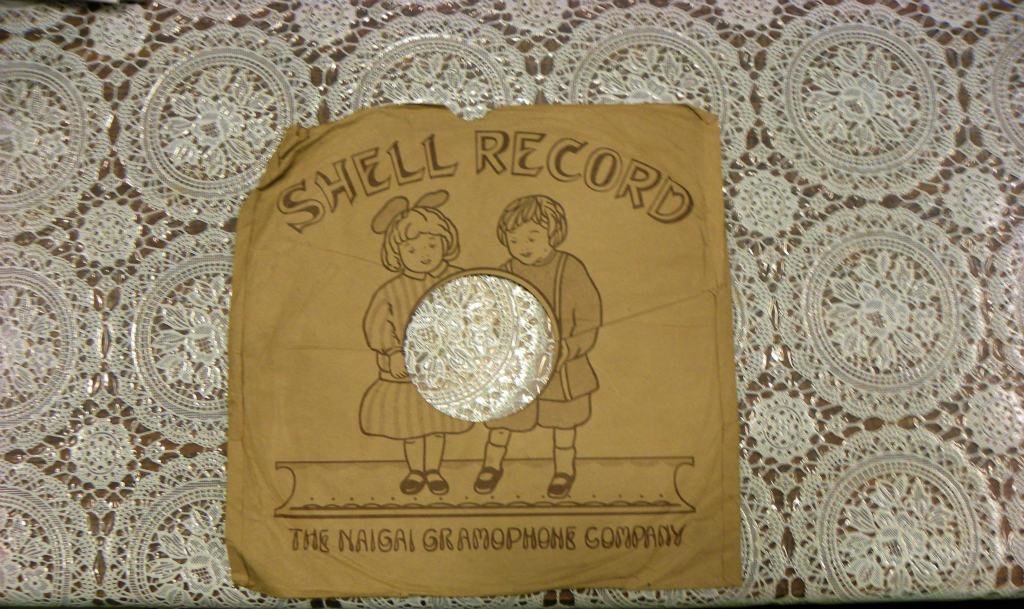 SHELL RECORD
THE NAIGAI GRAMOPHONE COMPANY